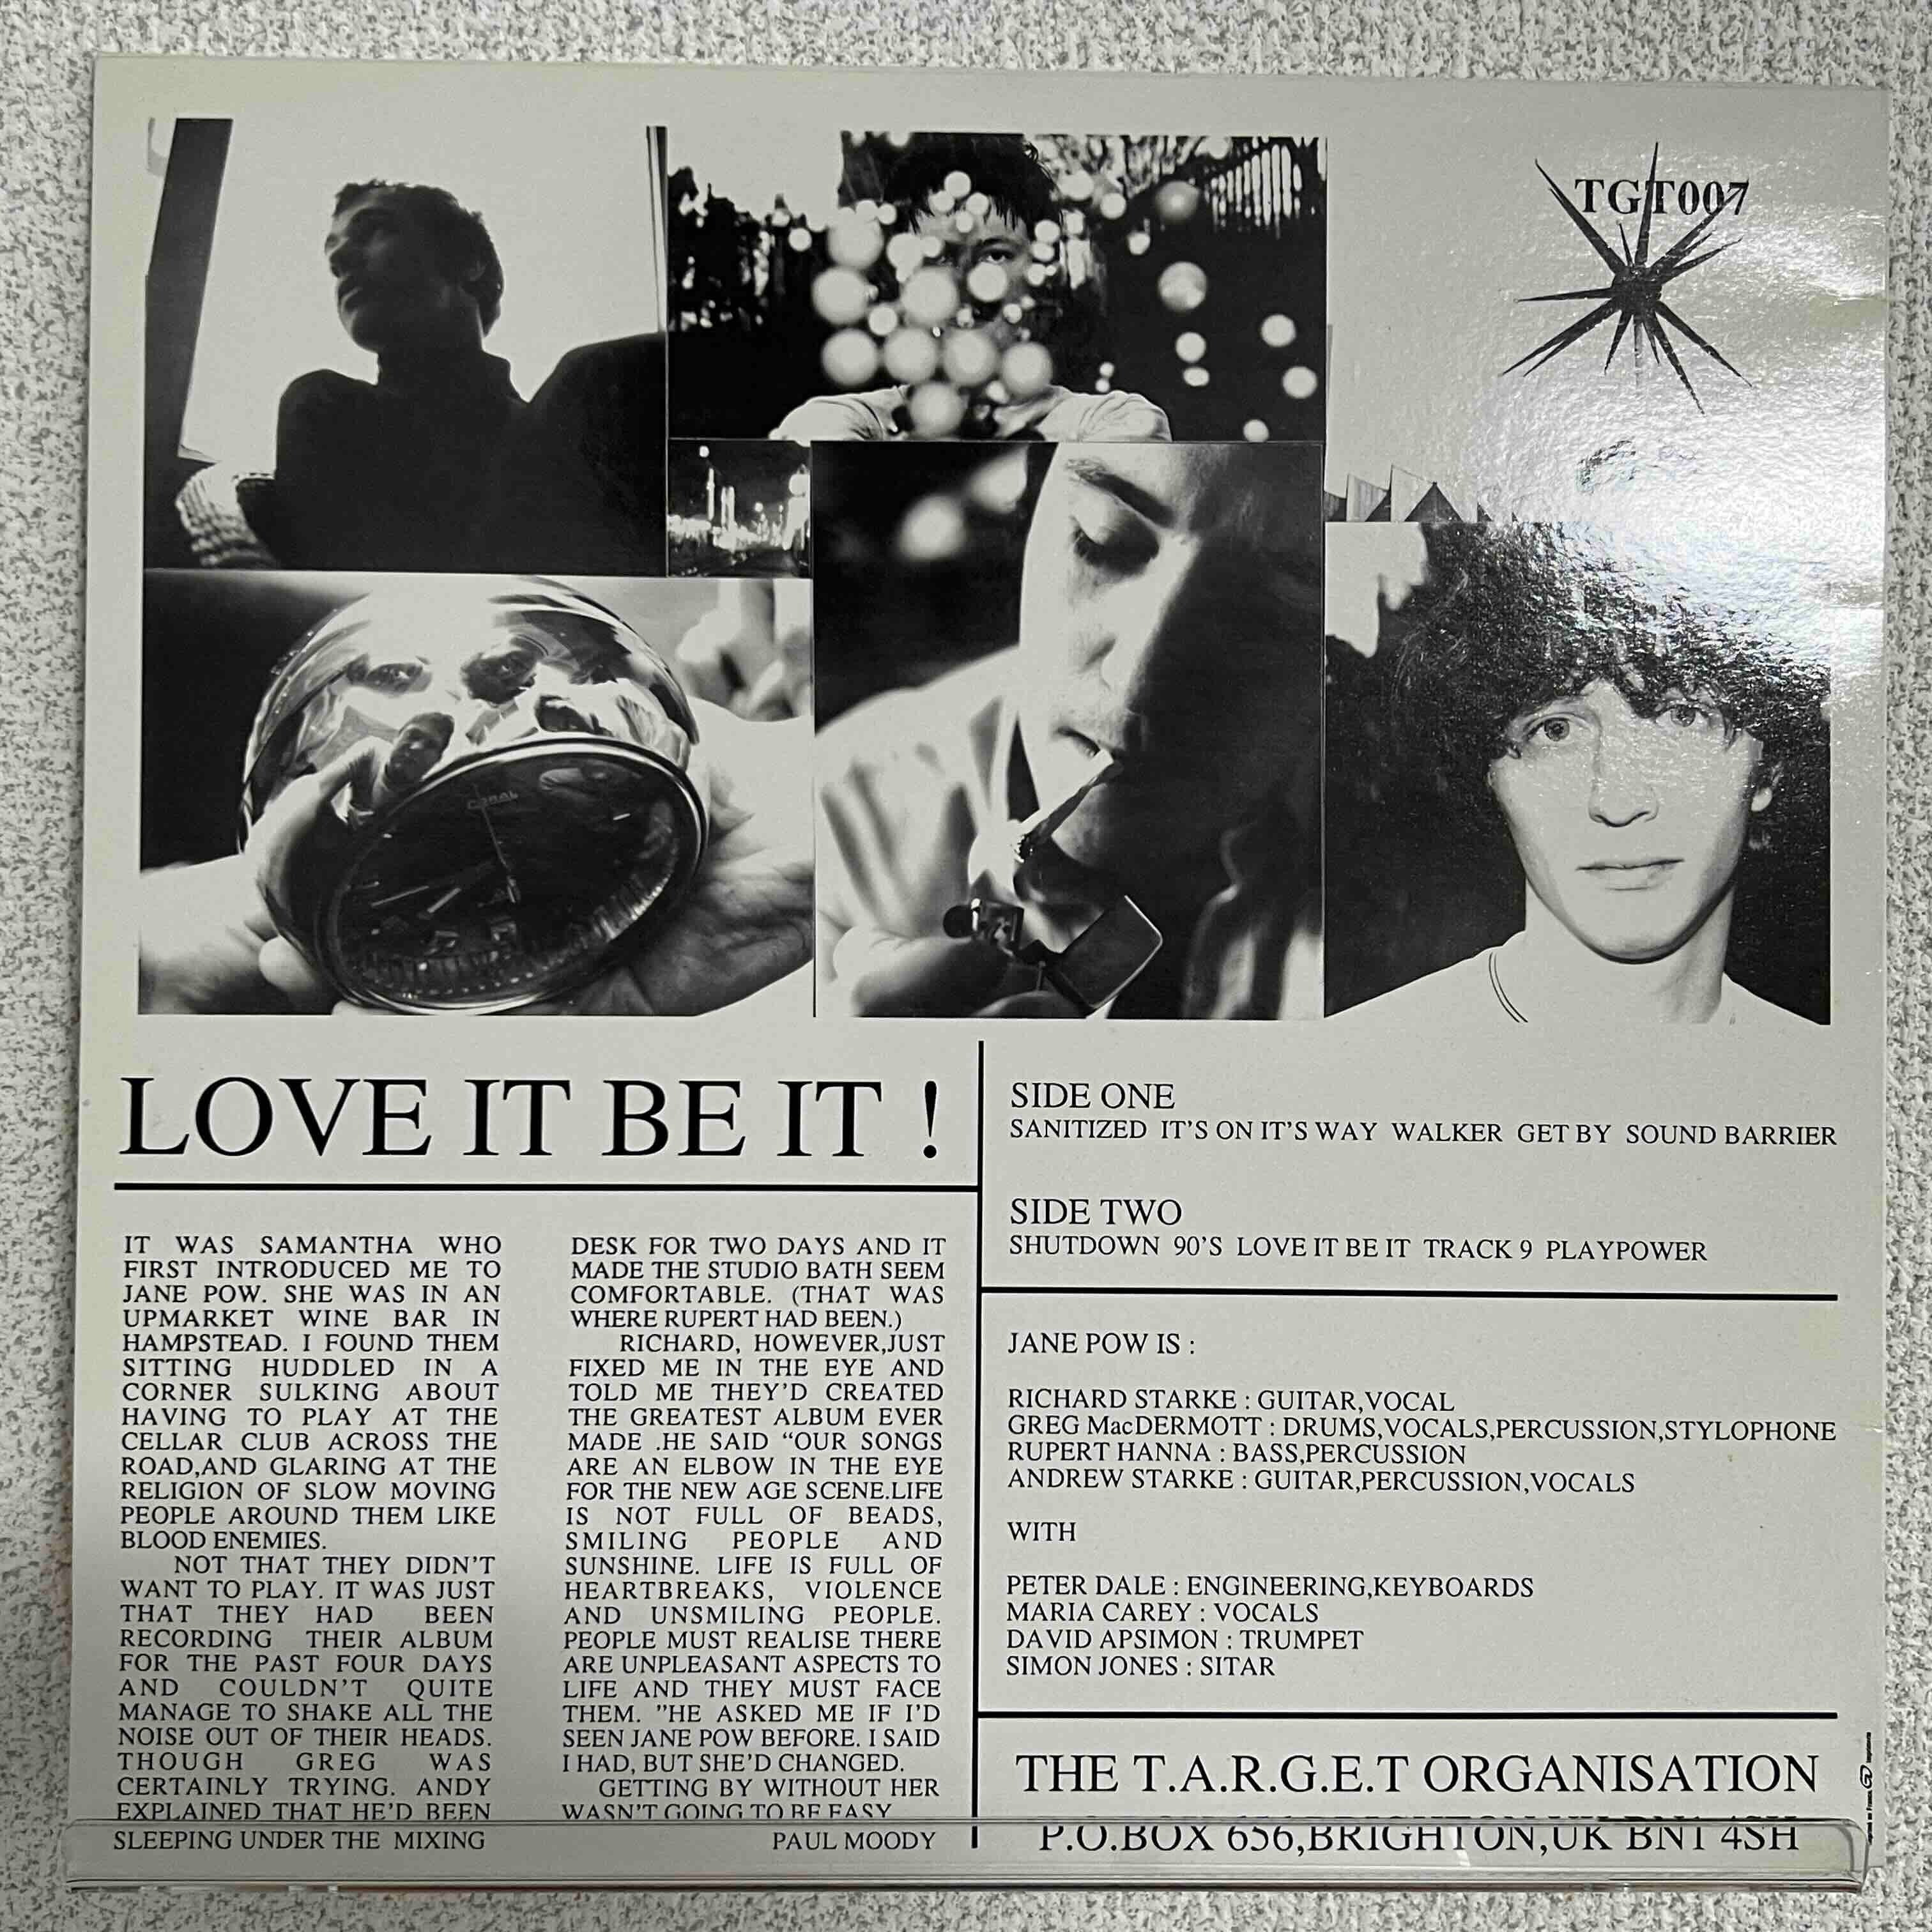 TGT007
CORAL
LOVE IT BE IT !
IT WAS SAMANTHA WHO
FIRST INTRODUCED ME TO
JANE POW. SHE WAS IN AN
UPMARKET WINE BAR IN
HAMPSTEAD. I FOUND THEM
SITTING HUDDLED IN A
CORNER SULKING ABOUT
HAVING TO PLAY AT THE
CELLAR CLUB ACROSS THE
ROAD,AND GLARING AT THE
RELIGION OF SLOW MOVING
PEOPLE AROUND THEM LIKE
BLOOD ENEMIES.
NOT THAT THEY DIDN'T
WANT TO PLAY. IT WAS JUST
THAT THEY HAD BEEN
RECORDING THEIR ALBUM
FOR THE PAST FOUR DAYS
AND COULDN'T QUITE
MANAGE TO SHAKE ALL THE
NOISE OUT OF THEIR HEADS.
THOUGH GREG WAS
CERTAINLY TRYING. ANDY
EXPLAINED THAT HE'D BEEN
SLEEPING UNDER THE MIXING
DESK FOR TWO DAYS AND IT
MADE THE STUDIO BATH SEEM
COMFORTABLE. (THAT WAS
WHERE RUPERT HAD BEEN.)
RICHARD, HOWEVER,JUST
FIXED ME IN THE EYE AND
TOLD ME THEY'D CREATED
THE GREATEST ALBUM EVER
MADE .HE SAID "OUR SONGS
ARE AN ELBOW IN THE EYE
FOR THE NEW AGE SCENE.LIFE
IS NOT FULL OF BEADS,
SMILING PEOPLE AND
SUNSHINE. LIFE IS FULL OF
HEARTBREAKS, VIOLENCE
AND UNSMILING PEOPLE.
PEOPLE MUST REALISE THERE
ARE UNPLEASANT ASPECTS TO
LIFE AND THEY MUST FACE
THEM. "HE ASKED ME IF I'D
SEEN JANE POW BEFORE. I SAID
I HAD, BUT SHE'D CHANGED.
GETTING BY WITHOUT HER
WASN'T GOING TO BE EASY
PAUL MOODY
SIDE ONE
SANITIZED IT'S ON IT'S WAY WALKER GET BY SOUND BARRIER
SIDE TWO
SHUTDOWN 90'S LOVE IT BE IT TRACK 9 PLAYPOWER
JANE POW IS :
RICHARD STARKE : GUITAR,VOCAL
GREG MacDERMOTT : DRUMS,VOCALS,PERCUSSION,STYLOPHONE
RUPERT HANNA : BASS,PERCUSSION
ANDREW STARKE : GUITAR,PERCUSSION,VOCALS
WITH
PETER DALE : ENGINEERING,KEYBOARDS
MARIA CAREY : VOCALS
DAVID APSIMON : TRUMPET
SIMON JONES : SITAR
THE T.A.R.G.E.T ORGANISATION
P.O.BOX 656,BRIGHTON,UK BN1 4SH